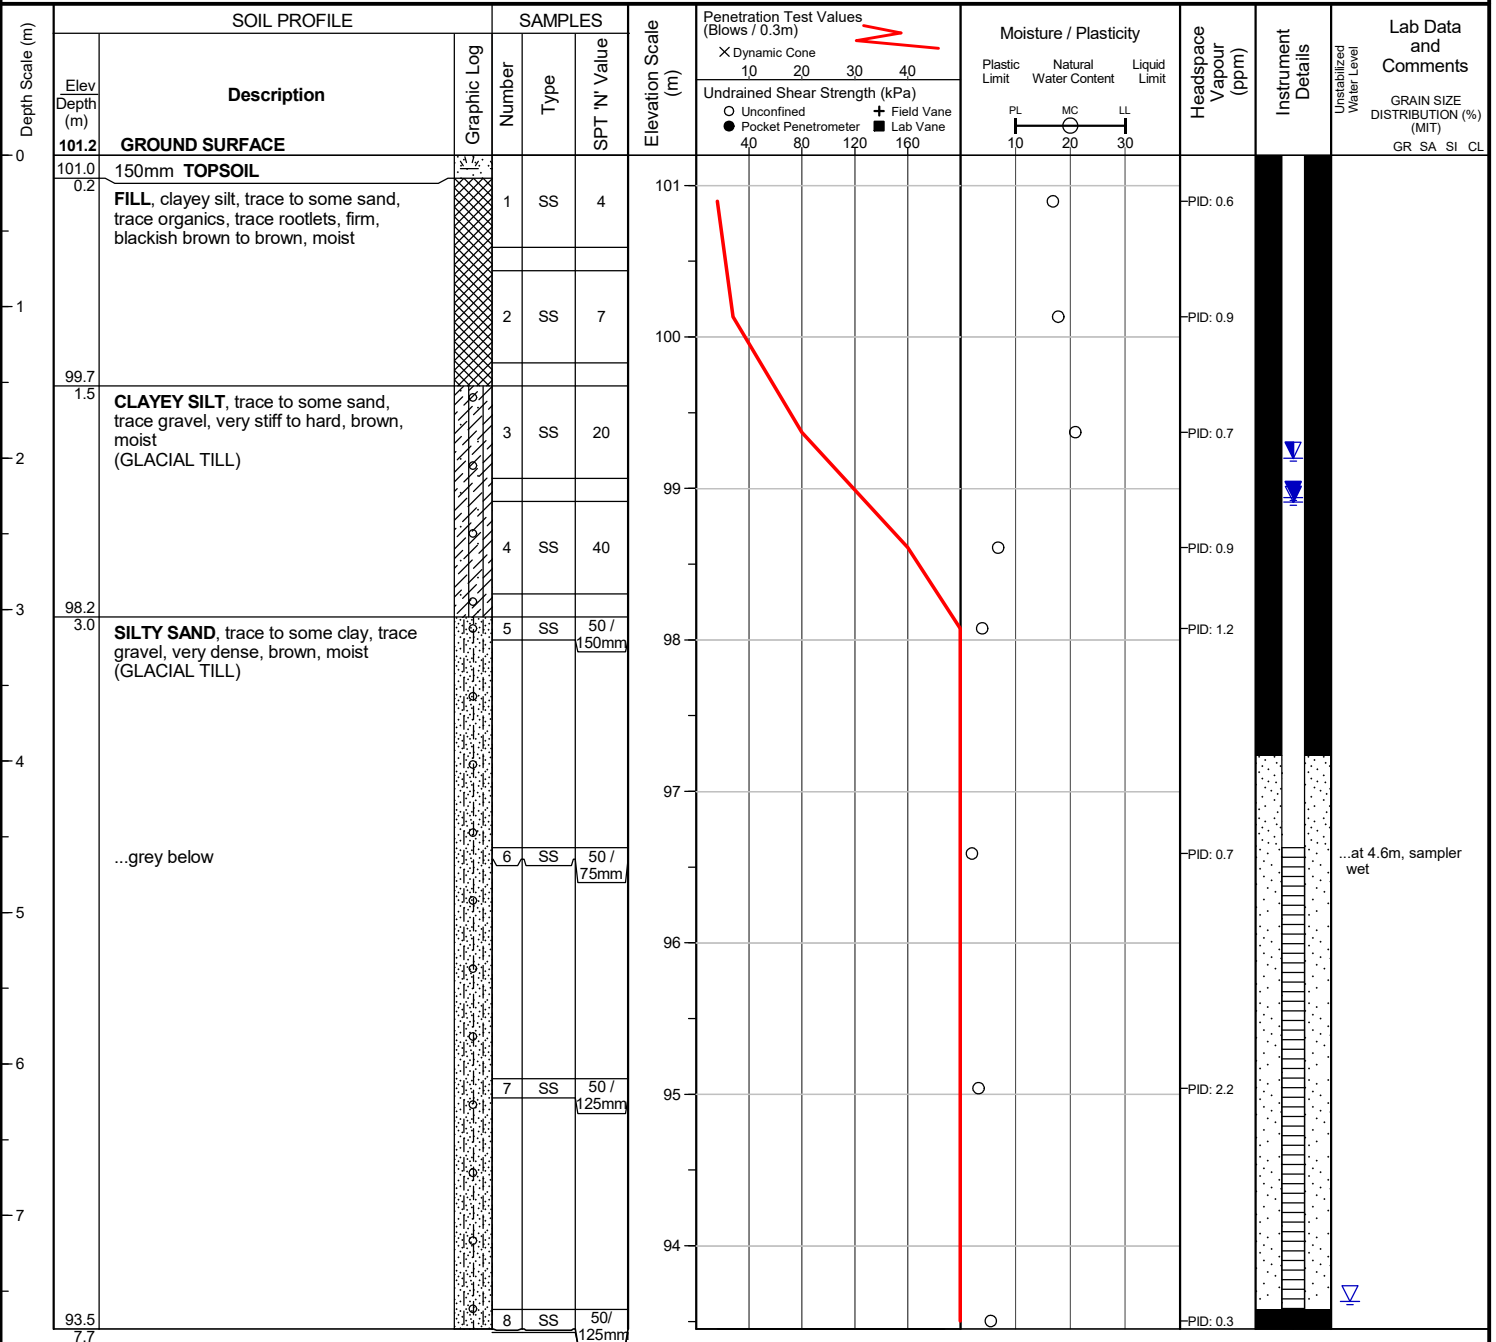 SOIL PROFILE
SAMPLES
Depth Scale (m)
Elev
Depth
(m)
Description
Graphic Log
Number
Type
SPT 'N' Value
Elevation Scale
(m)
Penetration Test Values
(Blows / 0.3m)
Dynamic Cone
10 20 30 40
Undrained Shear Strength (kPa)
Unconfined
Field Vane
Pocket Penetrometer
Lab Vane
40 80 120 160
Moisture / Plasticity
Plastic
Limit
Natural
Water Content
Liquid
Limit
PL MC LL
10 20 30
Headspace
Vapour
(ppm)
Instrument
Details
Unstabilized
Water Level
Lab Data
and
Comments
GRAIN SIZE
DISTRIBUTION (%)
(MIT)
GR SA SI CL
101.2 GROUND SURFACE
0
101.0 150mm TOPSOIL
0.2
FILL, clayey silt, trace to some sand,
trace organics, trace rootlets, firm,
blackish brown to brown, moist
1 SS 4
101
PID: 0.6
1
2 SS 7
100
PID: 0.9
99.7
1.5
CLAYEY SILT, trace to some sand,
trace gravel, very stiff to hard, brown,
moist
(GLACIAL TILL)
3 SS 20
PID: 0.7
2
99
4 SS 40
PID: 0.9
3
98.2
3.0
SILTY SAND, trace to some clay, trace
gravel, very dense, brown, moist
(GLACIAL TILL)
5 SS 50 /
150mm
98
PID: 1.2
4
97
...grey below
6 SS 50 /
75mm
PID: 0.7
...at 4.6m, sampler
wet
5
96
6
7 SS 50 /
125mm
95
PID: 2.2
7
94
93.5
7.7
8 SS 50/
125mm
PID: 0.3